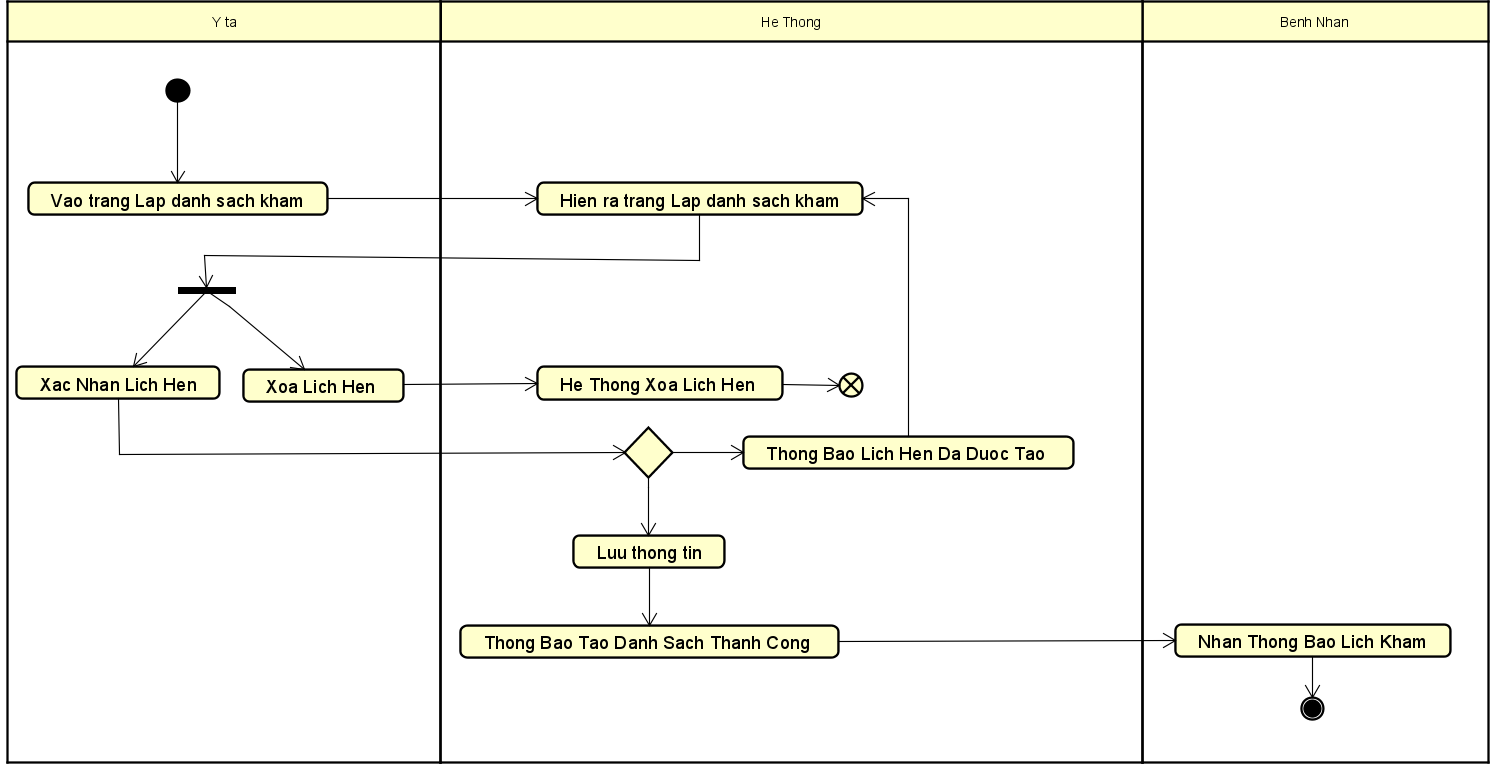 Y ta
He Thong
Benh Nhan
Vao trang Lap danh sach kham
Hien ra trang Lap danh sach kham
Xac Nhan Lich Hen
Xoa Lich Hen
He Thong Xoa Lich Hen
Thong Bao Lich Hen Da Duoc Tao
Luu thong tin
Thong Bao Tao Danh Sach Thanh Cong
Nhan Thong Bao Lich Kham